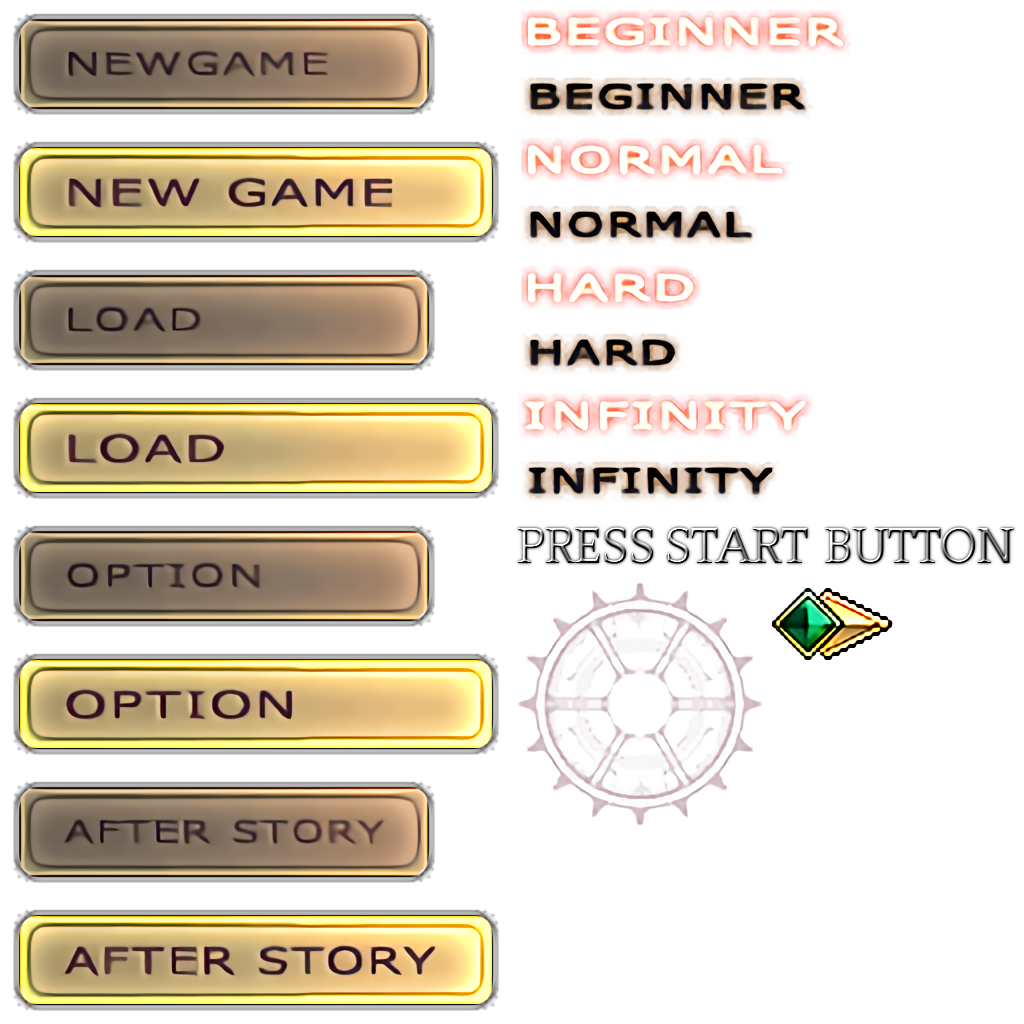 NEWGAME
NEW GAME
LOAD
LOAD
OPTION
OPTION
AFTER STORY
AFTER STORY
BEGINNER
BEGINNER
NORMAL
NORMAL
HARD
HARD
INFINITY
INFINITY
PRESS START BUTTON